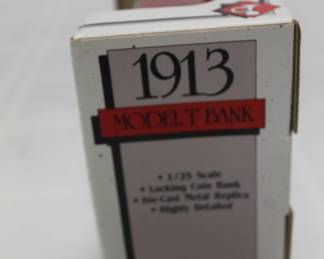 1913
MODEL T BANK
• 1/25 Scale
• Locking Coin Bank
• Die-Cast Metal Replica
• Highly Detailed